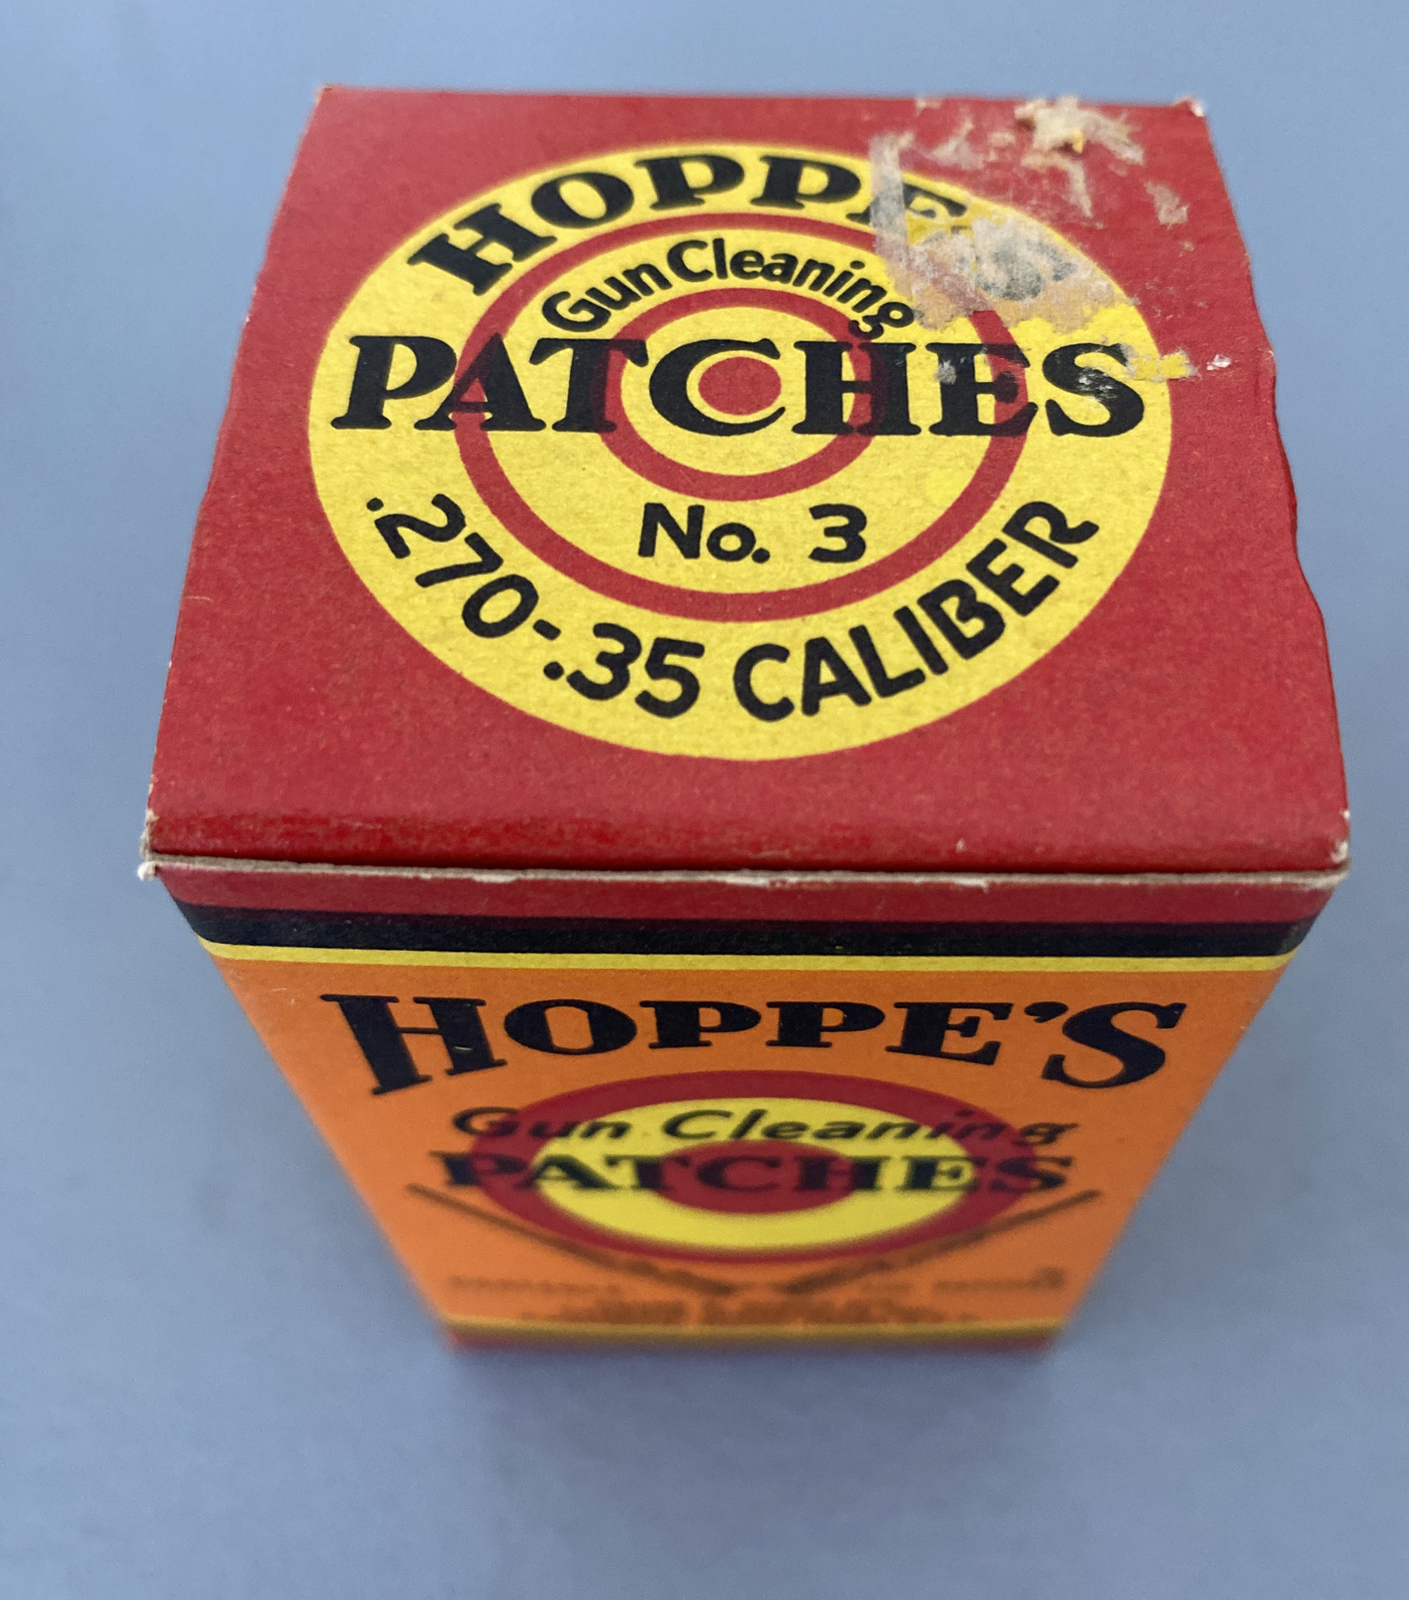 HOPPE'S
Gun Cleaning
PATCHES
No. 3
.270-.35 CALIBER
HOPPE'S
Gun Cleaning
PATCHES